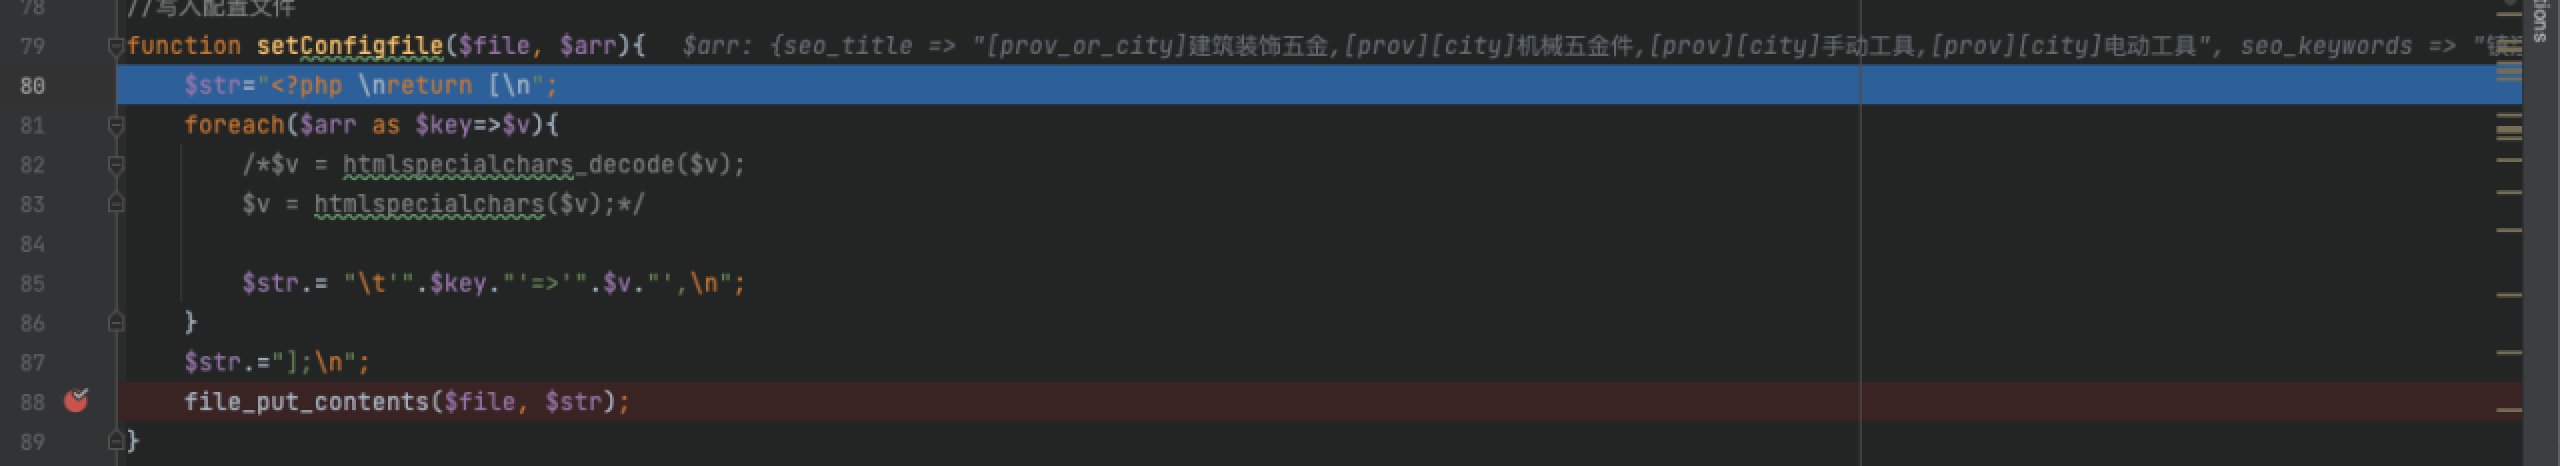 78 //写入配置文件
79 function setConfigfile($file, $arr){ $arr: {seo_title => "[prov_or_city]建筑装饰五金,[prov][city]机械五金件,[prov][city]手动工具,[prov][city]电动工具", seo_keywords => "镇
80 $str="<?php \nreturn [\n";
81 foreach($arr as $key=>$v){
82 /*$v = htmlspecialchars_decode($v);
83 $v = htmlspecialchars($v);*/
84
85 $str.= "\t'".$key."'=>'".$v."',\n";
86 }
87 $str.="];\n";
88 file_put_contents($file, $str);
89 }
tions